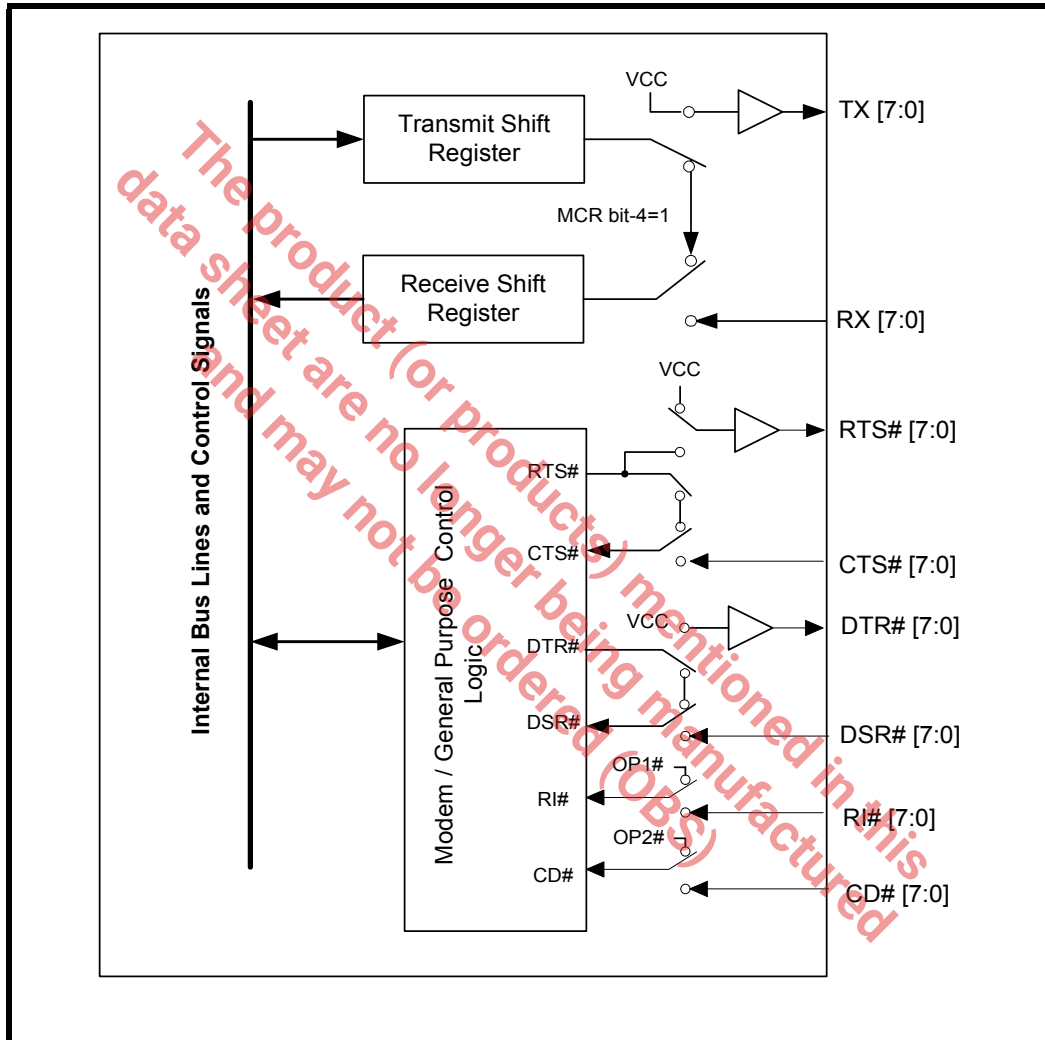 VCC
TX [7:0]
Transmit Shift
Register
MCR bit-4=1
Receive Shift
Register
RX [7:0]
Internal Bus Lines and Control Signals
VCC
RTS# [7:0]
Modem / General Purpose Control
Logic
RTS#
CTS#
CTS# [7:0]
VCC
DTR# [7:0]
DTR#
DSR#
DSR# [7:0]
OP1#
RI#
RI# [7:0]
OP2#
CD#
CD# [7:0]
The product (or products) mentioned in this
data sheet are no longer being manufactured
and may not be ordered (OBS)